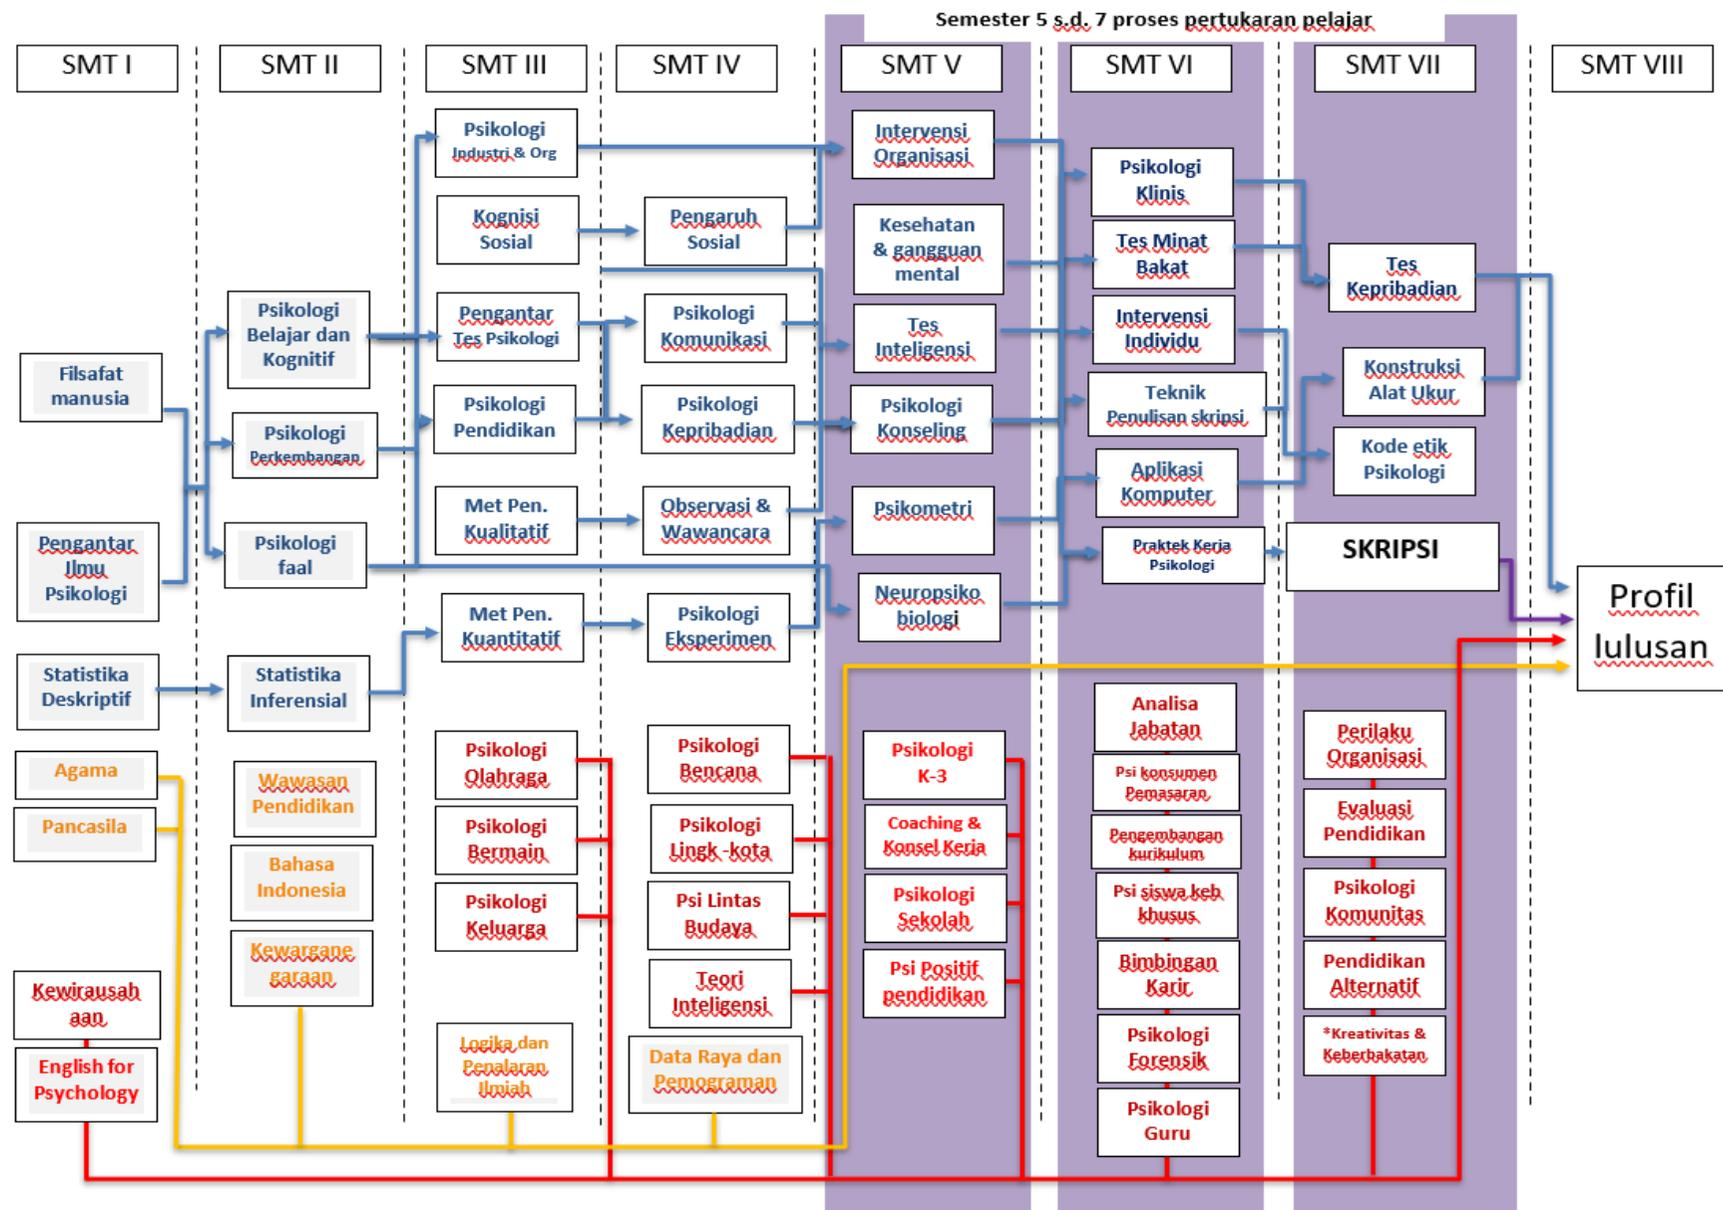 Semester 5 s.d. 7 proses pertukaran pelajar
SMT I
SMT II
SMT III
SMT IV
SMT V
SMT VI
SMT VII
SMT VIII
Filsafat
manusia
Pengantar
Ilmu
Psikologi
Statistika
Deskriptif
Agama
Pancasila
Kewirausah
aan
English for
Psychology
Psikologi
Belajar dan
Kognitif
Psikologi
Perkembangan
Psikologi
faal
Statistika
Inferensial
Wawasan
Pendidikan
Bahasa
Indonesia
Kewargane
garaan
Psikologi
Industri & Org
Kognisi
Sosial
Pengantar
Tes Psikologi
Psikologi
Pendidikan
Met Pen.
Kualitatif
Met Pen.
Kuantitatif
Psikologi
Olahraga
Psikologi
Bermain
Psikologi
Keluarga
Logika dan
Penalaran
Ilmiah
Pengaruh
Sosial
Psikologi
Komunikasi
Psikologi
Kepribadian
Observasi &
Wawancara
Psikologi
Eksperimen
Psikologi
Bencana
Psikologi
Lingk -kota
Psi Lintas
Budaya
Teori
Inteligensi
Data Raya dan
Pemograman
Intervensi
Organisasi
Kesehatan
& gangguan
mental
Tes
Inteligensi
Psikologi
Konseling
Psikometri
Neuropsiko
biologi
Psikologi
K-3
Coaching &
Konsel Kerja
Psikologi
Sekolah
Psi Positif
pendidikan
Psikologi
Klinis
Tes Minat
Bakat
Intervensi
Individu
Teknik
Penulisan skripsi
Aplikasi
Komputer
Praktek Kerja
Psikologi
Analisa
Jabatan
Psi konsumen
Pemasaran
Pengembangan
kurikulum
Psi siswa keb
khusus
Bimbingan
Karir
Psikologi
Forensik
Psikologi
Guru
Tes
Kepribadian
Konstruksi
Alat Ukur
Kode etik
Psikologi
SKRIPSI
Perilaku
Organisasi
Evaluasi
Pendidikan
Psikologi
Komunitas
Pendidikan
Alternatif
*Kreativitas &
Keberbakatan
Profil
lulusan